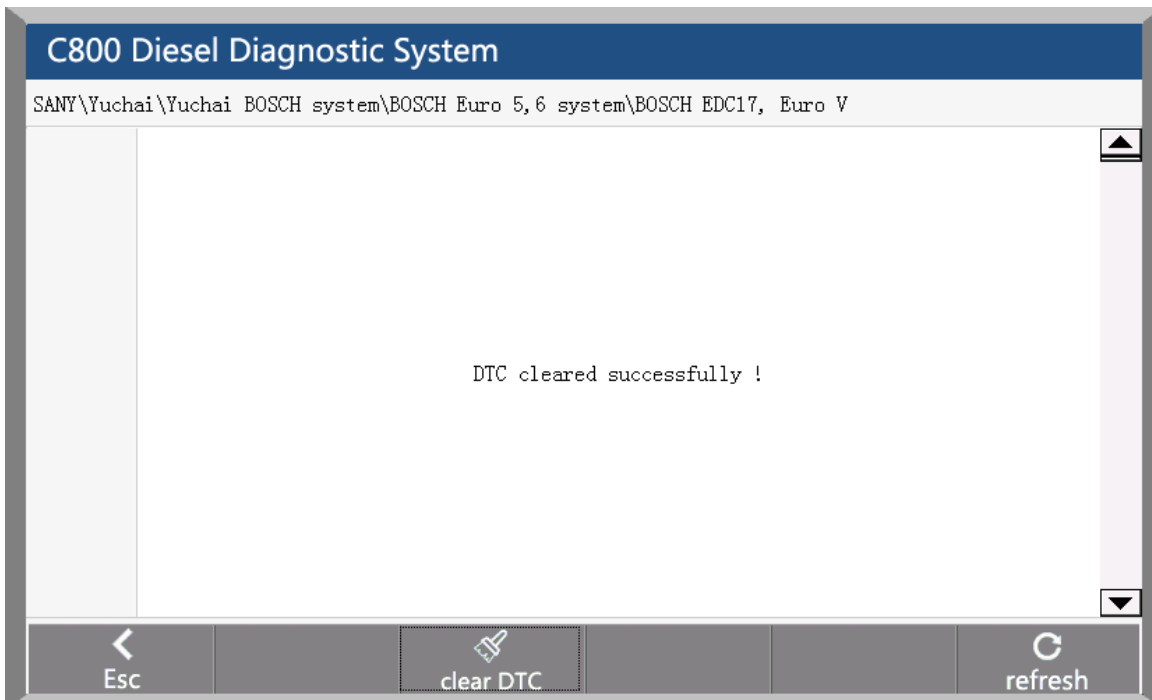 C800 Diesel Diagnostic System
SANY\Yuchai\Yuchai BOSCH system\BOSCH Euro 5,6 system\BOSCH EDC17, Euro V
DTC cleared successfully !
Esc
clear DTC
refresh